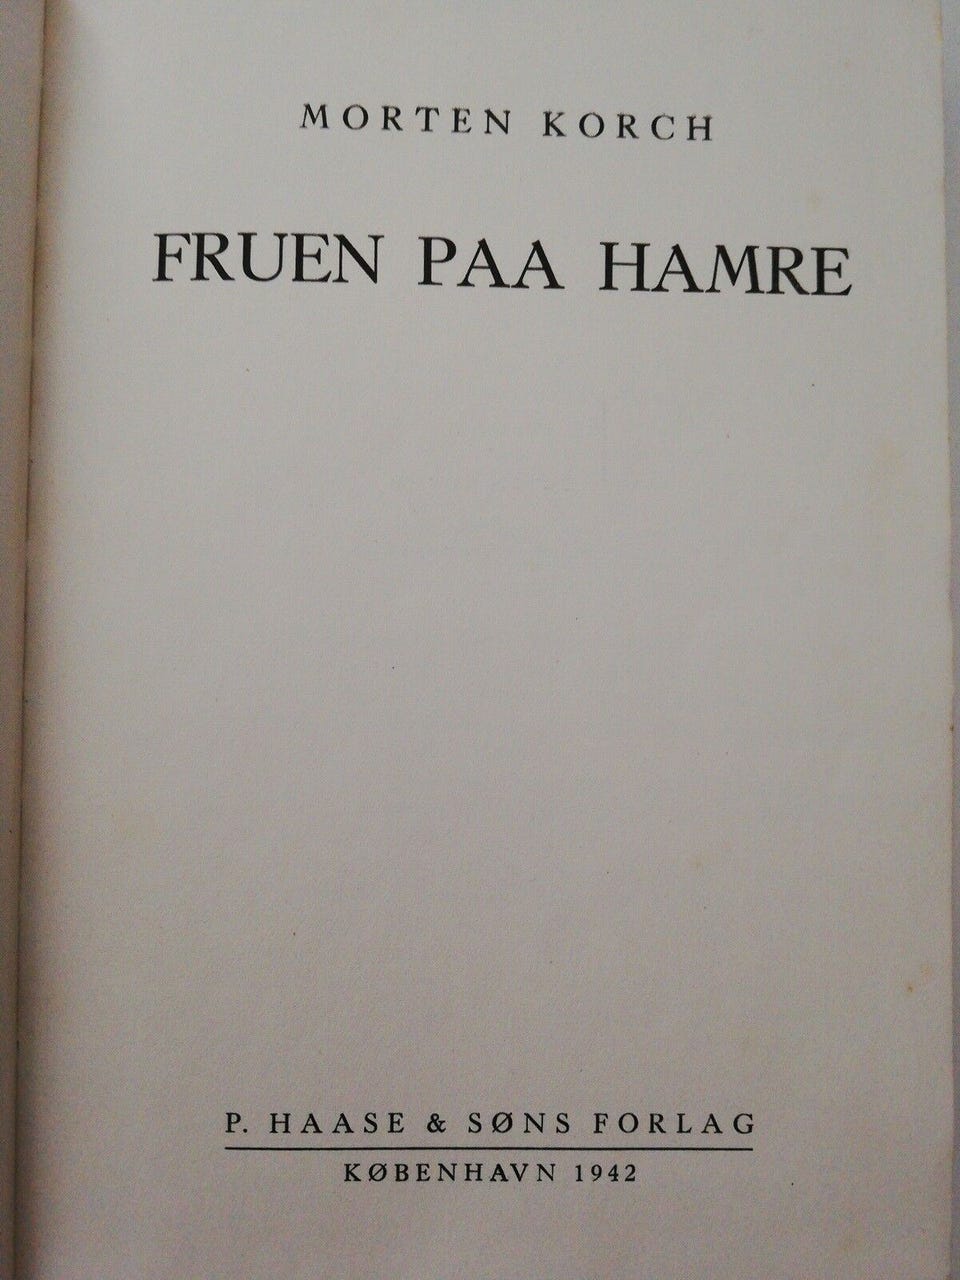 MORTEN KORCH
FRUEN PAA HAMRE
P. HAASE & SØNS FORLAG
KØBENHAVN 1942